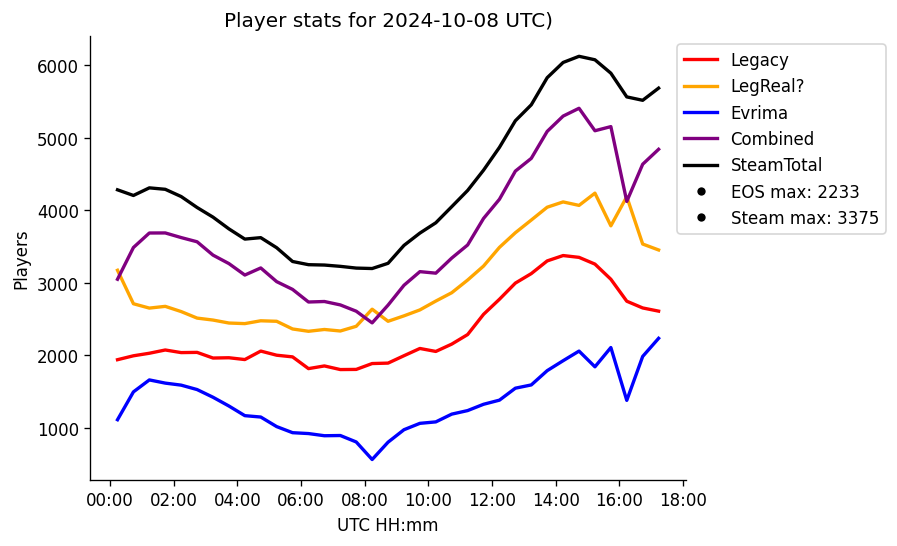 Player stats for 2024-10-08 UTC)
Legacy
LegReal?
Evrima
Combined
SteamTotal
EOS max: 2233
Steam max: 3375
Players
6000
5000
4000
3000
2000
1000
00:00 02:00 04:00 06:00 08:00 10:00 12:00 14:00 16:00 18:00
UTC HH:mm